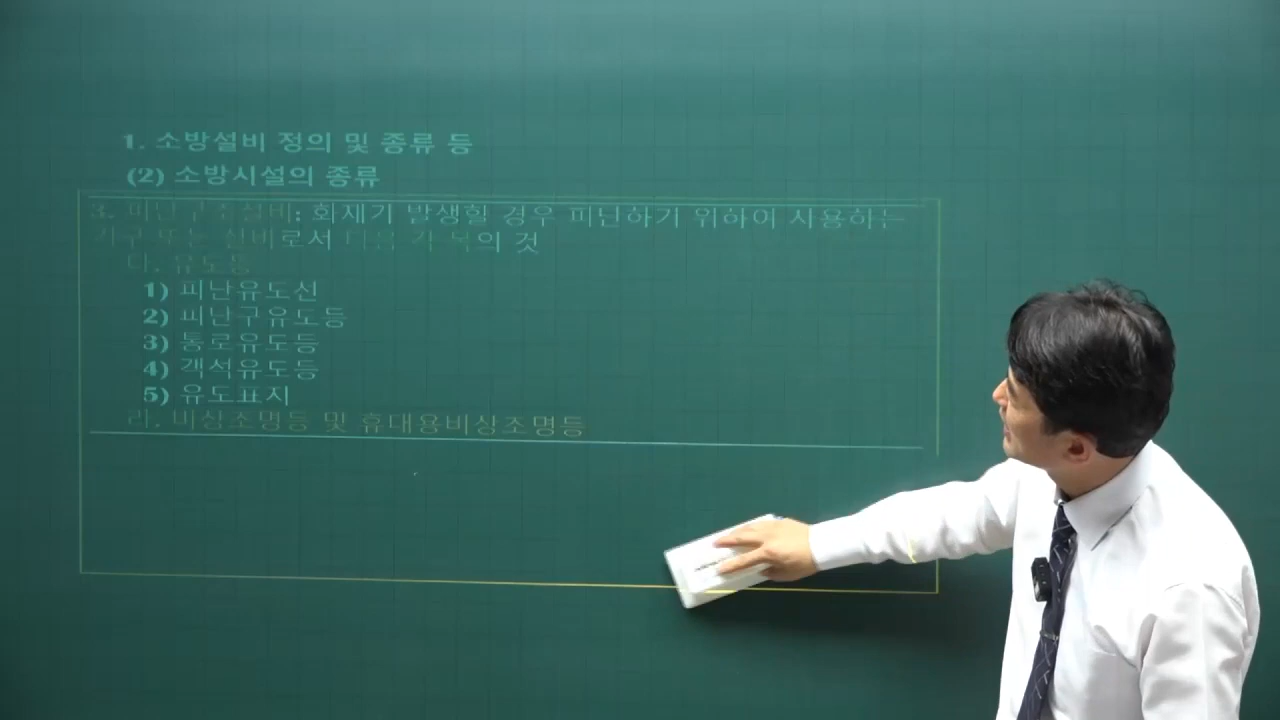 1. 소방설비 정의 및 종류 등
(2) 소방시설의 종류
3. 피난구조설비: 화재가 발생할 경우 피난하기 위하여 사용하는
기구 또는 설비로서 다음 각 목의 것
다. 유도등
1) 피난유도선
2) 피난구유도등
3) 통로유도등
4) 객석유도등
5) 유도표지
라. 비상조명등 및 휴대용비상조명등